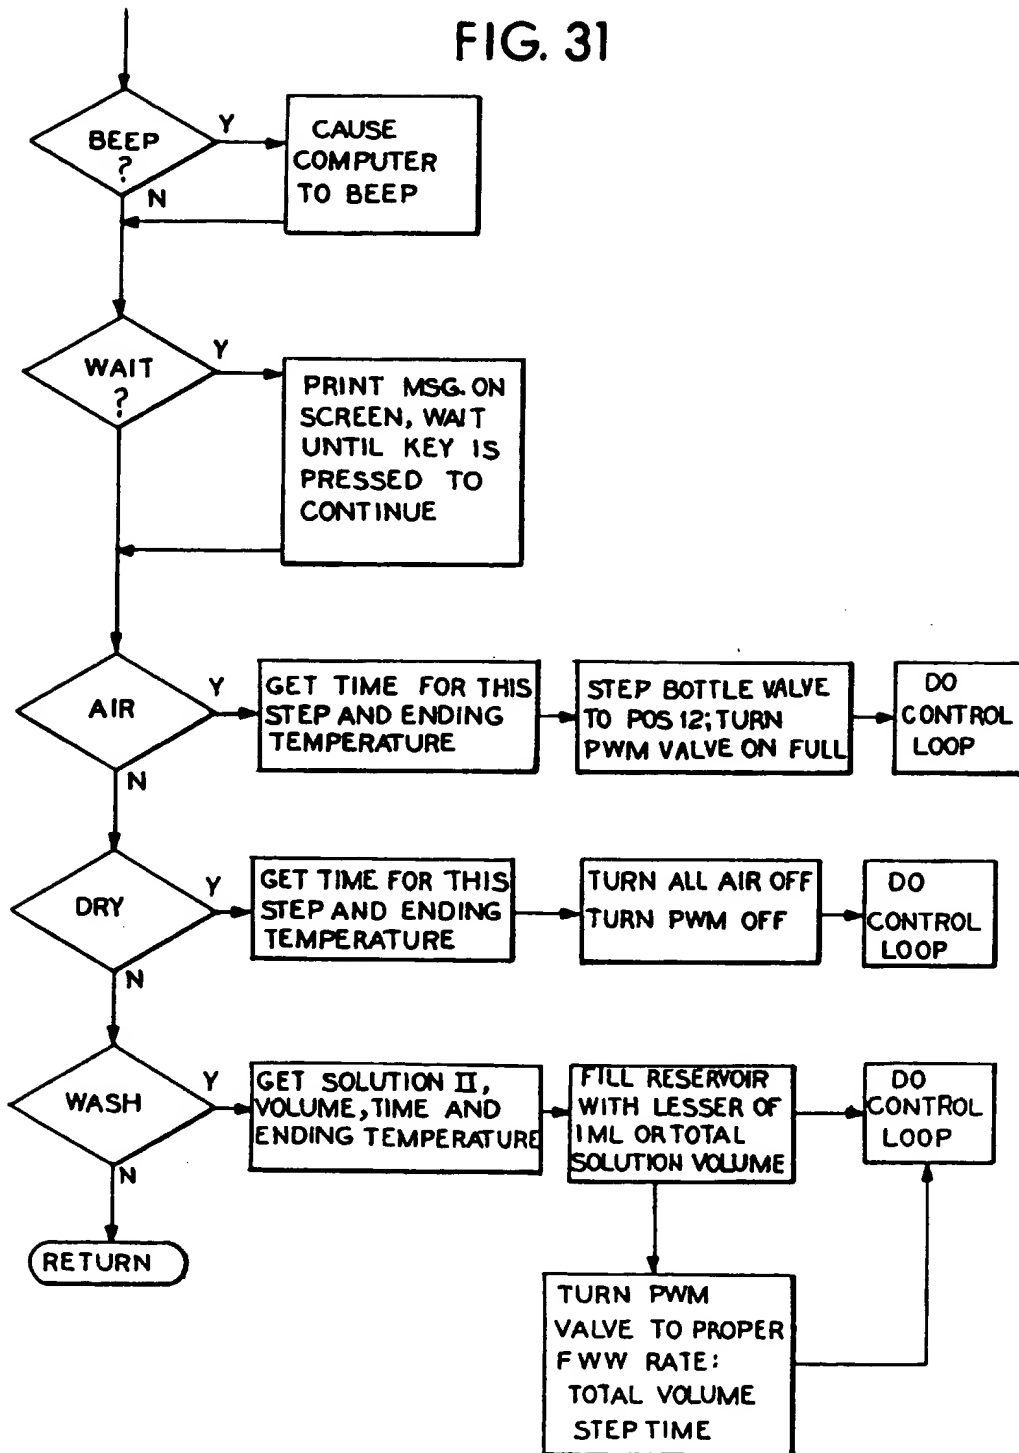 FIG. 31
BEEP
?
Y
N
CAUSE
COMPUTER
TO BEEP
WAIT
?
Y
PRINT MSG. ON
SCREEN, WAIT
UNTIL KEY IS
PRESSED TO
CONTINUE
AIR
Y
N
GET TIME FOR THIS
STEP AND ENDING
TEMPERATURE
STEP BOTTLE VALVE
TO POS 12; TURN
PWM VALVE ON FULL
DO
CONTROL
LOOP
DRY
Y
N
GET TIME FOR THIS
STEP AND ENDING
TEMPERATURE
TURN ALL AIR OFF
TURN PWM OFF
DO
CONTROL
LOOP
WASH
Y
N
GET SOLUTION II,
VOLUME, TIME AND
ENDING TEMPERATURE
FILL RESERVOIR
WITH LESSER OF
1ML OR TOTAL
SOLUTION VOLUME
DO
CONTROL
LOOP
RETURN
TURN PWM
VALVE TO PROPER
FWW RATE:
TOTAL VOLUME
STEP TIME